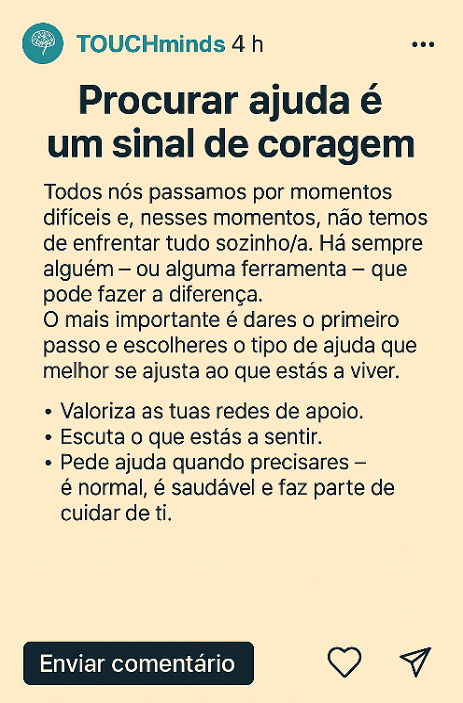 TOUCHminds 4 h
Procurar ajuda é
um sinal de coragem
Todos nós passamos por momentos
difíceis e, nesses momentos, não temos
de enfrentar tudo sozinho/a. Há sempre
alguém – ou alguma ferramenta – que
pode fazer a diferença.
O mais importante é dares o primeiro
passo e escolheres o tipo de ajuda que
melhor se ajusta ao que estás a viver.
• Valoriza as tuas redes de apoio.
• Escuta o que estás a sentir.
• Pede ajuda quando precisares –
é normal, é saudável e faz parte de
cuidar de ti.
Enviar comentário